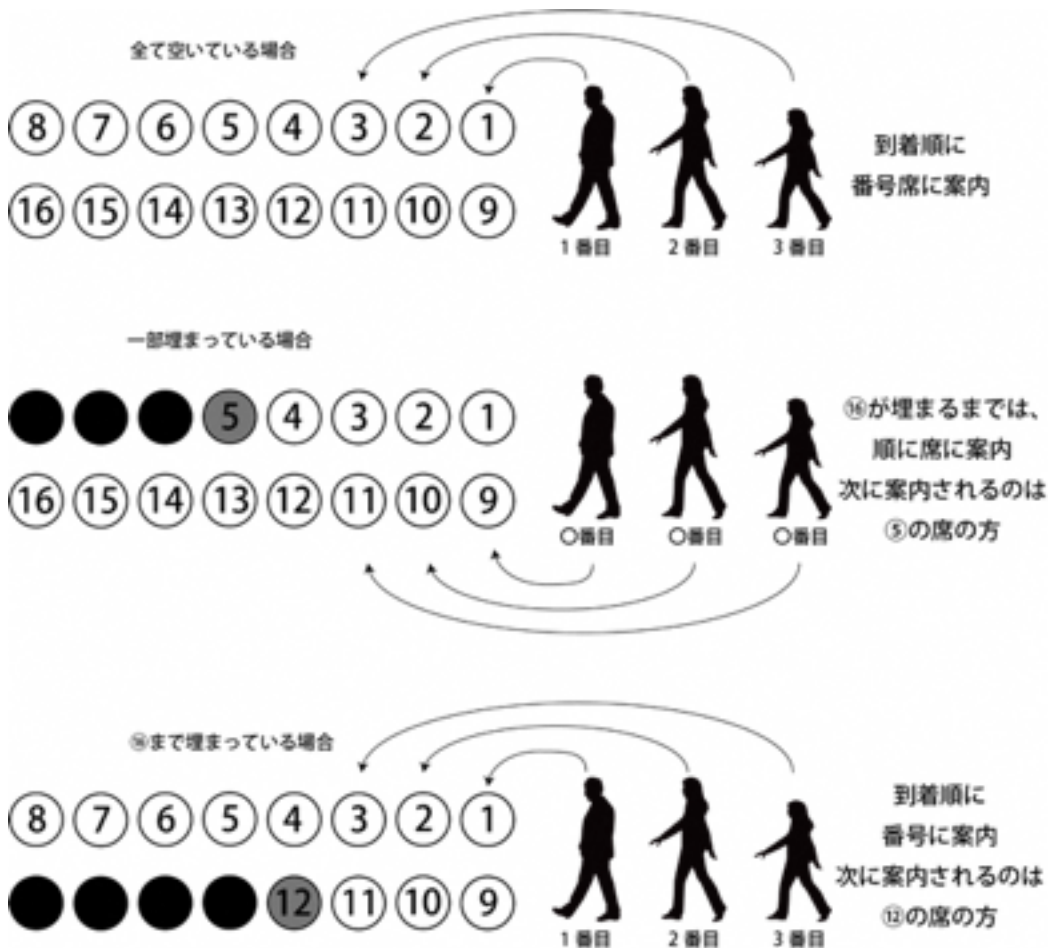 全て空いている場合
8 7 6 5 4 3 2 1
16 15 14 13 12 11 10 9
1番目 2番目 3番目
到着順に
番号席に案内
一部埋まっている場合
5 4 3 2 1
16 15 14 13 12 11 10 9
〇番目 〇番目 〇番目
⑯が埋まるまでは、
順に席に案内
次に案内されるのは
⑤の席の方
⑯まで埋まっている場合
8 7 6 5 4 3 2 1
12 11 10 9
1番目 2番目 3番目
到着順に
番号に案内
次に案内されるのは
⑫の席の方